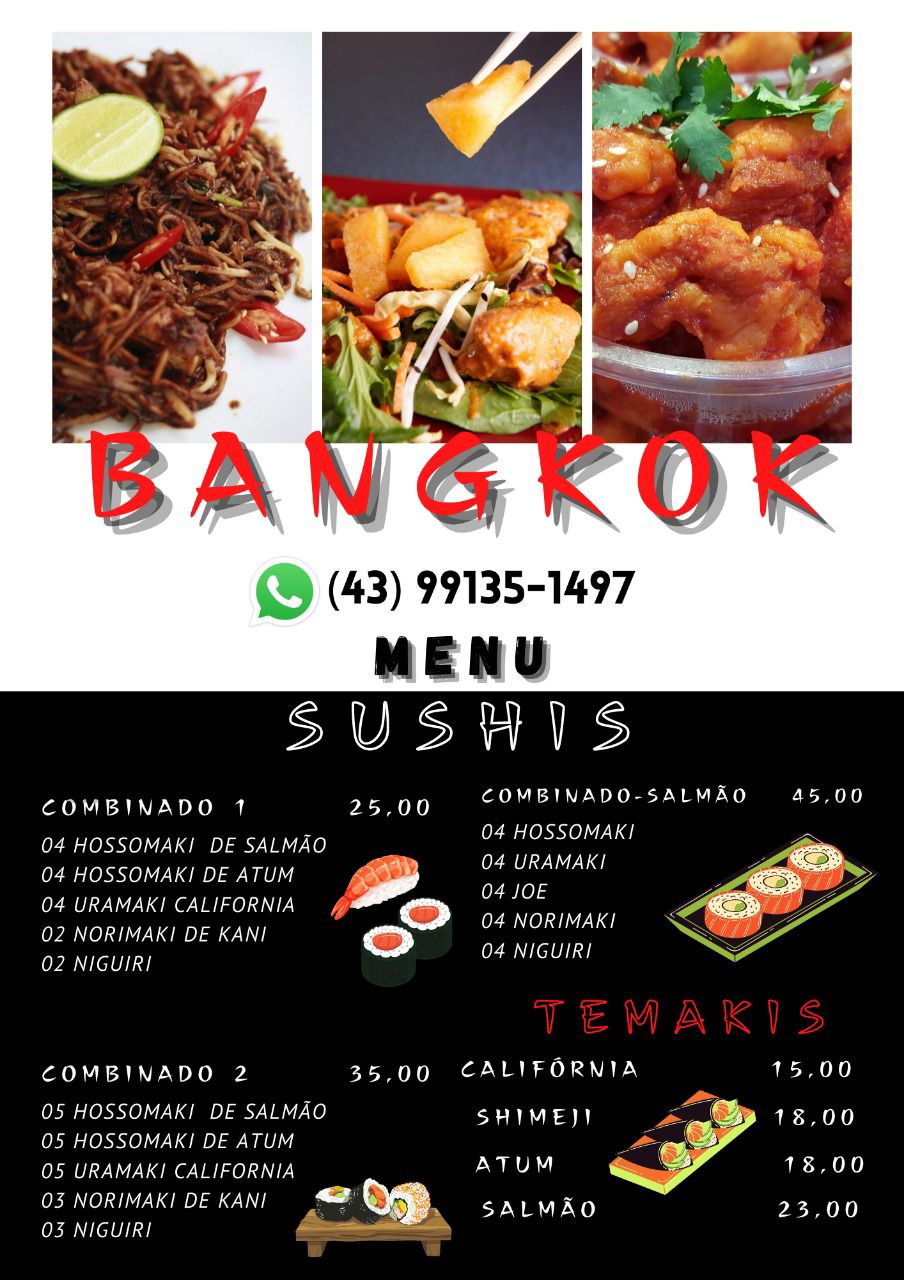 BANGKOK
(43) 99135-1497
MENU
SUSHIS
COMBINADO 1 25,00
04 HOSSOMAKI DE SALMÃO
04 HOSSOMAKI DE ATUM
04 URAMAKI CALIFORNIA
02 NORIMAKI DE KANI
02 NIGUIRI
COMBINADO 2 35,00
05 HOSSOMAKI DE SALMÃO
05 HOSSOMAKI DE ATUM
05 URAMAKI CALIFORNIA
03 NORIMAKI DE KANI
03 NIGUIRI
COMBINADO-SALMÃO 45,00
04 HOSSOMAKI
04 URAMAKI
04 JOE
04 NORIMAKI
04 NIGUIRI
TEMAKIS
CALIFÓRNIA 15,00
SHIMEJI 18,00
ATUM 18,00
SALMÃO 23,00